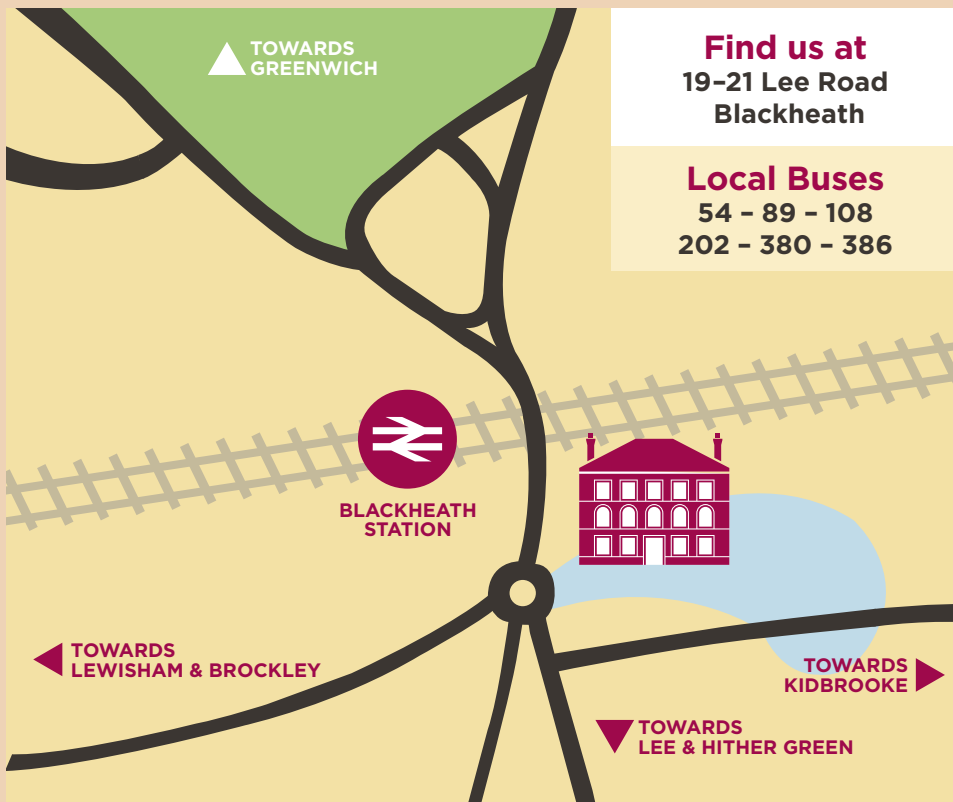 TOWARDS
GREENWICH
Find us at
19–21 Lee Road
Blackheath
Local Buses
54 – 89 – 108
202 – 380 – 386
BLACKHEATH
STATION
TOWARDS
LEWISHAM & BROCKLEY
TOWARDS
KIDBROOKE
TOWARDS
LEE & HITHER GREEN